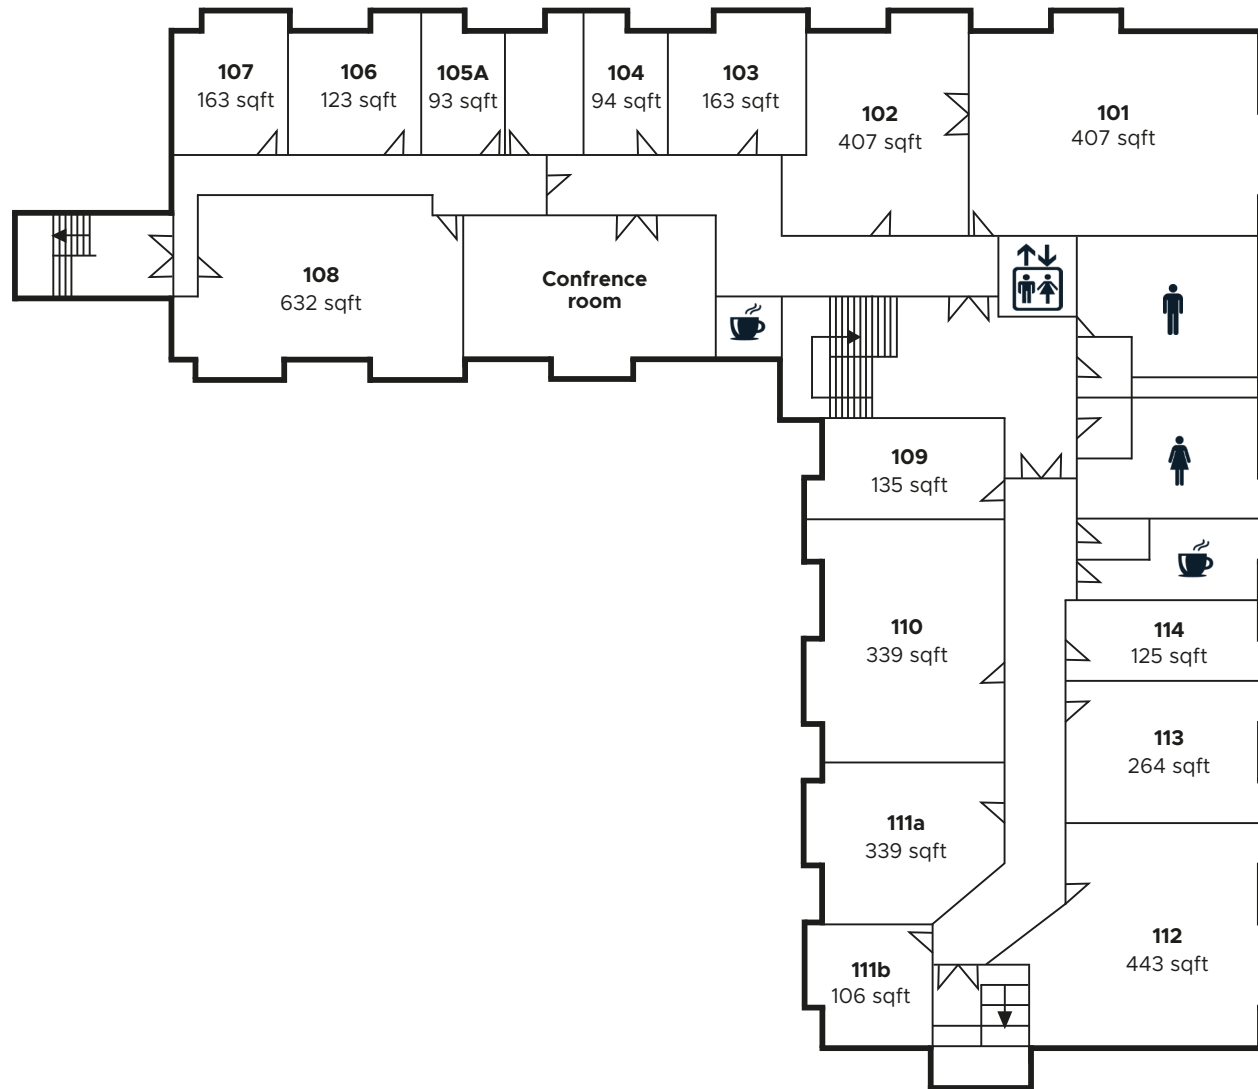 107
163 sqft
106
123 sqft
105A
93 sqft
104
94 sqft
103
163 sqft
102
407 sqft
101
407 sqft
108
632 sqft
Confrence
room
109
135 sqft
110
339 sqft
114
125 sqft
113
264 sqft
111a
339 sqft
112
443 sqft
111b
106 sqft